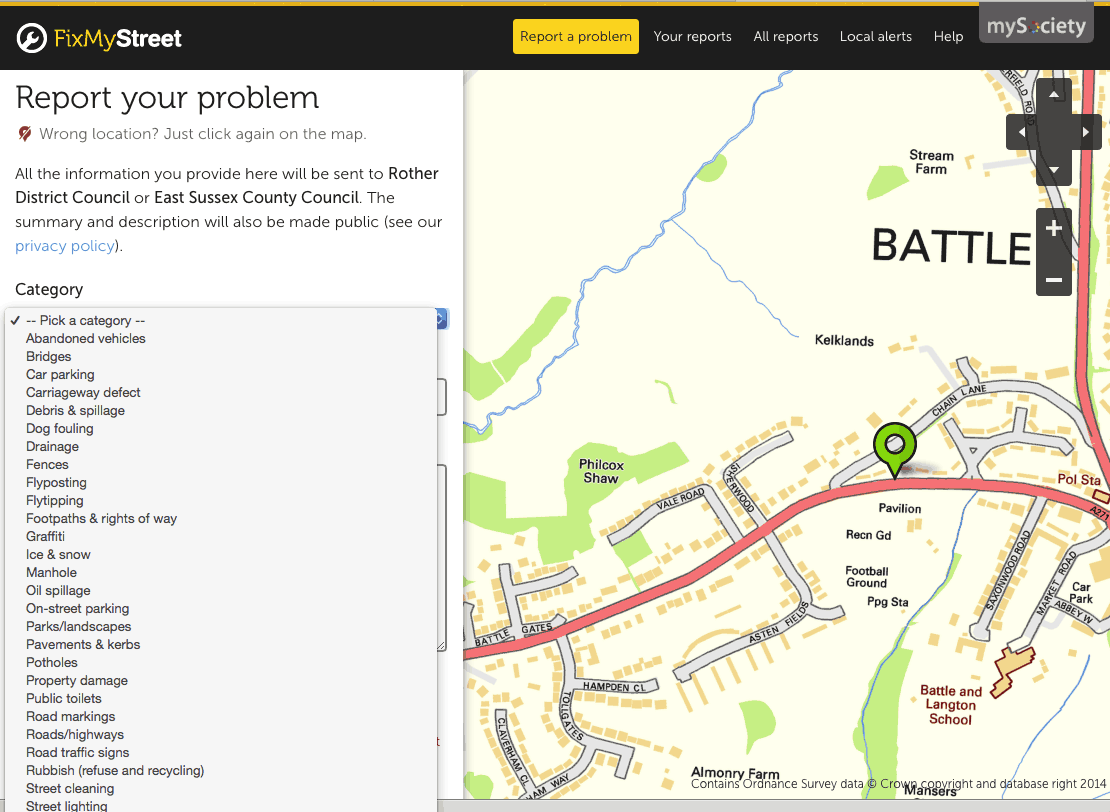 FixMyStreet
Report a problem
Your reports
All reports
Local alerts
Help
mySociety
Report your problem
Wrong location? Just click again on the map.
All the information you provide here will be sent to Rother
District Council or East Sussex County Council. The
summary and description will also be made public (see our
privacy policy).
Category
✓ -- Pick a category --
Abandoned vehicles
Bridges
Car parking
Carriageway defect
Debris & spillage
Dog fouling
Drainage
Fences
Flyposting
Flytipping
Footpaths & rights of way
Graffiti
Ice & snow
Manhole
Oil spillage
On-street parking
Parks/landscapes
Pavements & kerbs
Potholes
Property damage
Public toilets
Road markings
Roads/highways
Road traffic signs
Rubbish (refuse and recycling)
Street cleaning
Street lighting
ROAD
Stream
Farm
BATTLE
+
−
Kelklands
CHAIN LANE
Philcox
Shaw
VALE ROAD
Pol Sta
A271
Pavilion
Recn Gd
Football
Ground
Ppg Sta
SAXONWOOD ROAD
MARKET ROAD
Car
Park
ABBEY W
BATTLE GATES
ASTEN FIELDS
HAMPDEN CL
TOLLGATES
Battle and
Langton
School
CLAVERHAM CL
HAM WAY
Almonry Farm
Mansers
Contains Ordnance Survey data © Crown copyright and database right 2014